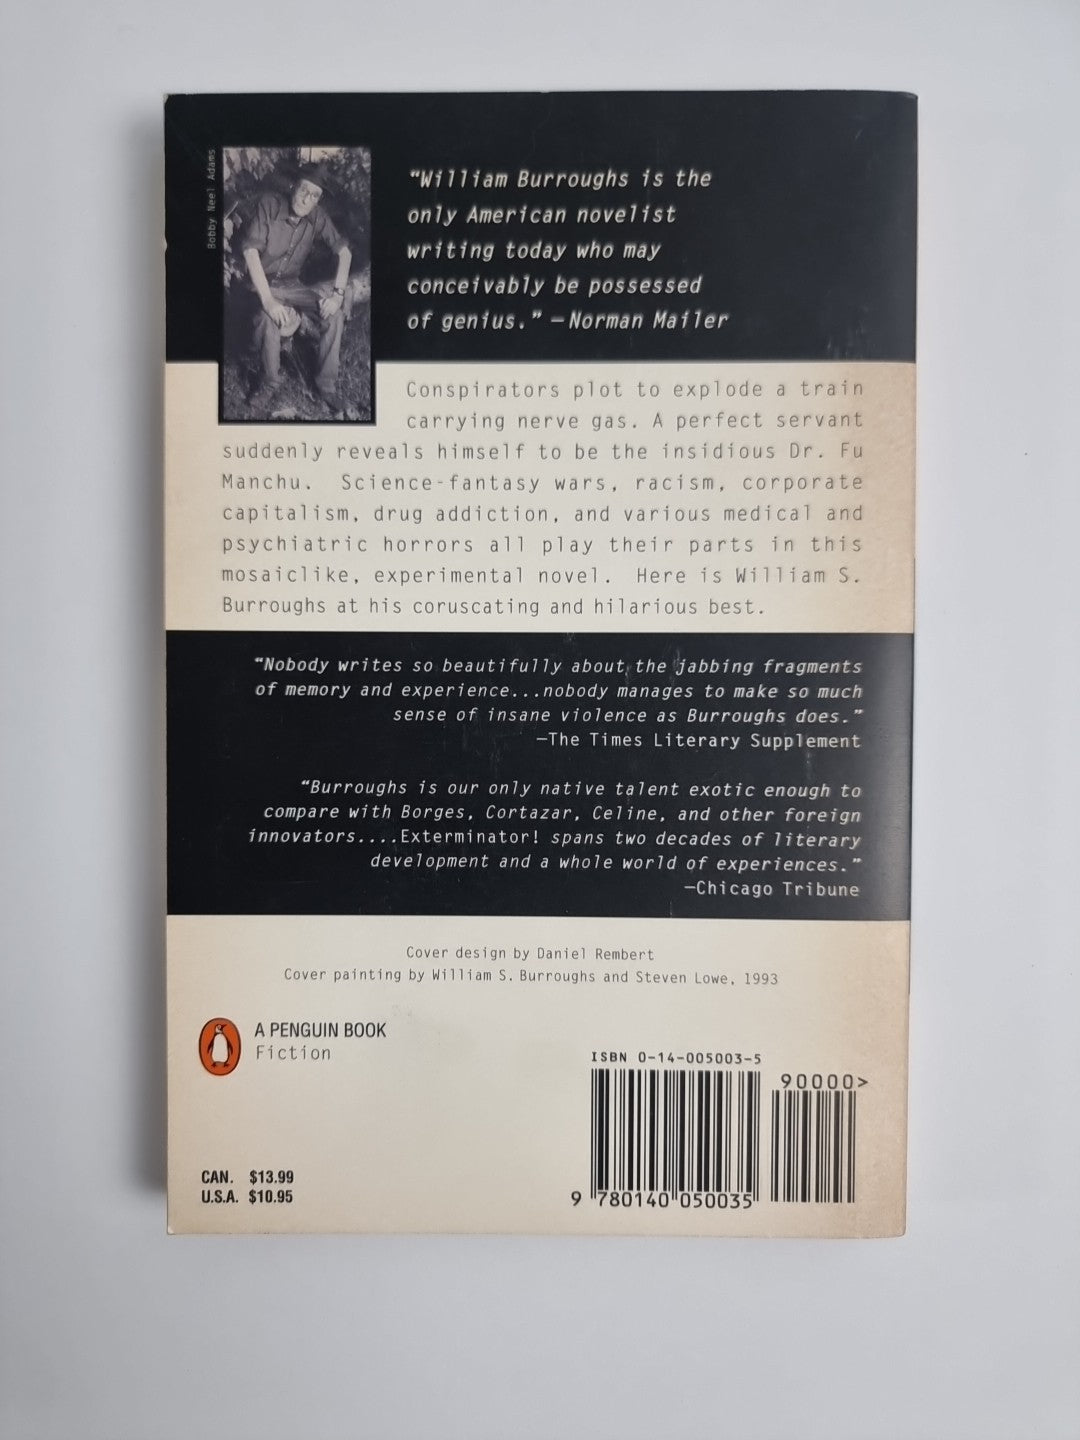 Bobby Neel Adams
"William Burroughs is the
only American novelist
writing today who may
conceivably be possessed
of genius." —Norman Mailer
Conspirators plot to explode a train
carrying nerve gas. A perfect servant
suddenly reveals himself to be the insidious Dr. Fu
Manchu. Science-fantasy wars, racism, corporate
capitalism, drug addiction, and various medical and
psychiatric horrors all play their parts in this
mosaiclike, experimental novel. Here is William S.
Burroughs at his coruscating and hilarious best.
"Nobody writes so beautifully about the jabbing fragments
of memory and experience...nobody manages to make so much
sense of insane violence as Burroughs does."
—The Times Literary Supplement
"Burroughs is our only native talent exotic enough to
compare with Borges, Cortazar, Celine, and other foreign
innovators....Exterminator! spans two decades of literary
development and a whole world of experiences."
—Chicago Tribune
Cover design by Daniel Rembert
Cover painting by William S. Burroughs and Steven Lowe, 1993
A PENGUIN BOOK
Fiction
ISBN 0-14-005003-5
90000>
9 780140 050035
CAN. $13.99
U.S.A. $10.95